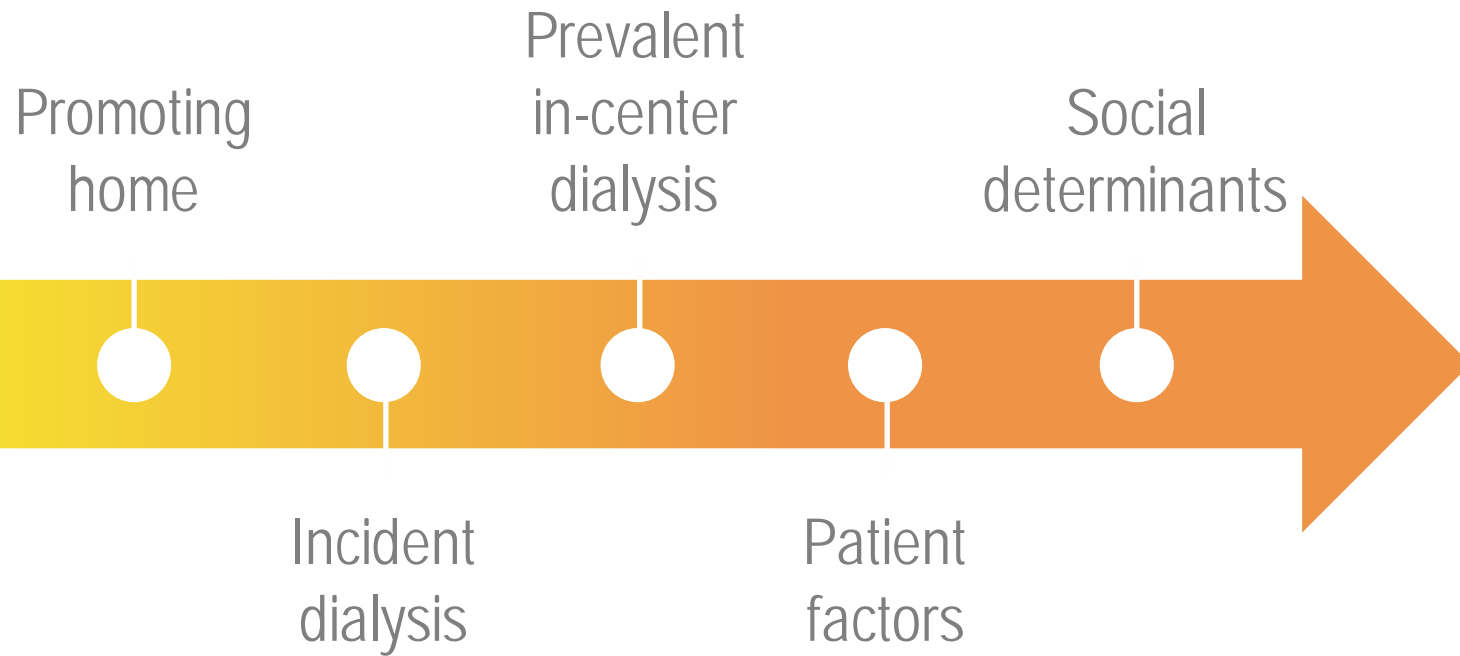 Promoting
home
Incident
dialysis
Prevalent
in-center
dialysis
Patient
factors
Social
determinants